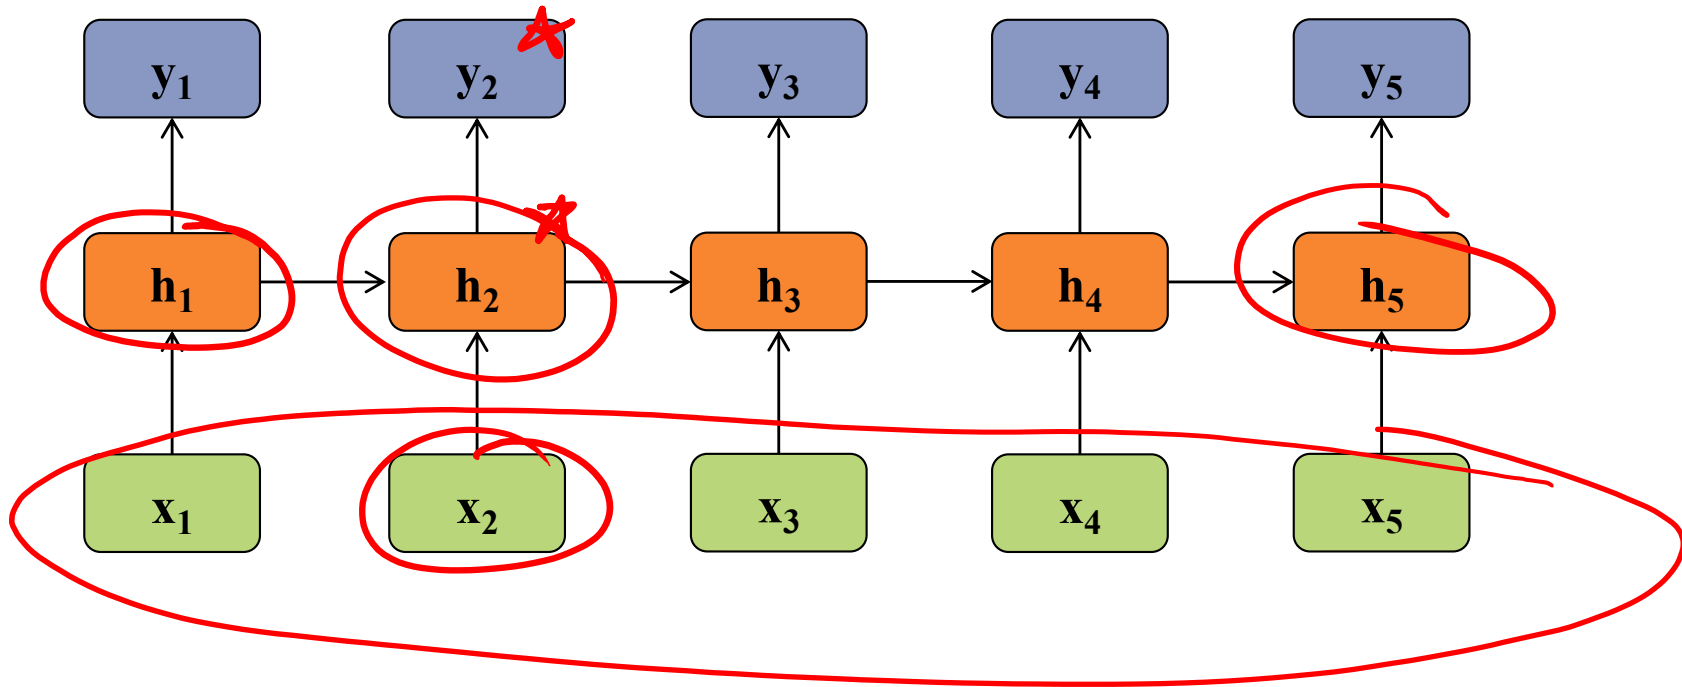 y₁ y₂ y₃ y₄ y₅
h₁ h₂ h₃ h₄ h₅
x₁ x₂ x₃ x₄ x₅